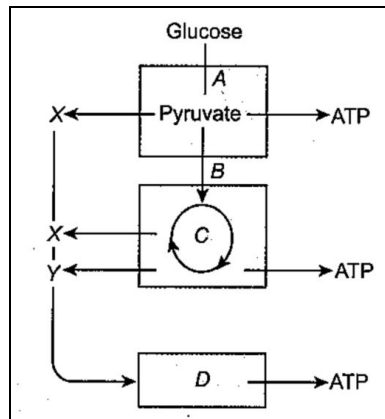 Glucose
A
X Pyruvate ATP
B
X C
Y ATP
D ATP